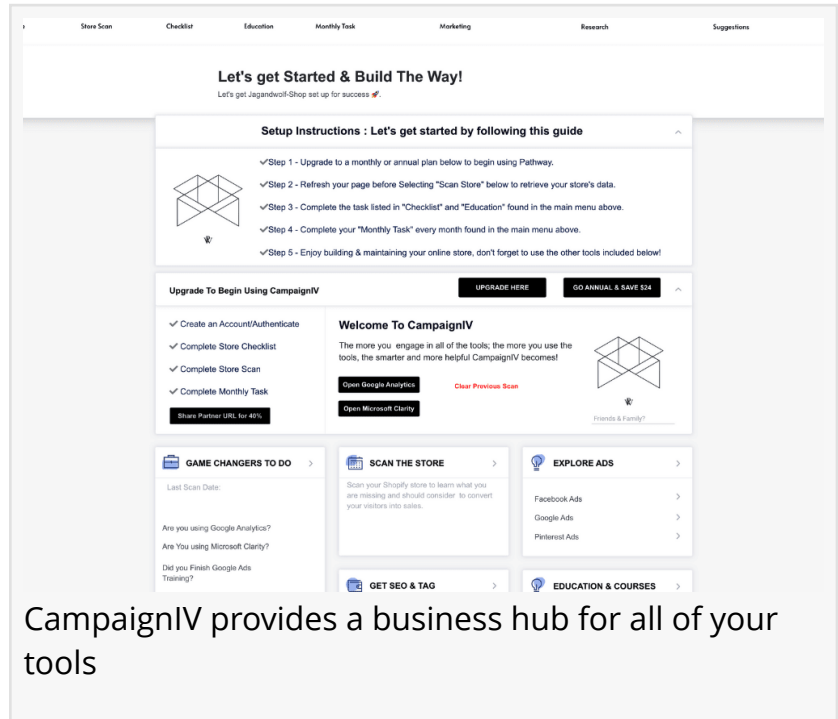 Store Scan Checklist Education Monthly Task Marketing Research Suggestions
Let's get Started & Build The Way!
Let's get Jagandwolf-Shop set up for success 🚀.
Setup Instructions : Let's get started by following this guide
✓Step 1 - Upgrade to a monthly or annual plan below to begin using Pathway.
✓Step 2 - Refresh your page before Selecting "Scan Store" below to retrieve your store's data.
✓Step 3 - Complete the task listed in "Checklist" and "Education" found in the main menu above.
✓Step 4 - Complete your "Monthly Task" every month found in the main menu above.
✓Step 5 - Enjoy building & maintaining your online store, don't forget to use the other tools included below!
Upgrade To Begin Using CampaignIV
UPGRADE HERE
GO ANNUAL & SAVE $24
✓ Create an Account/Authenticate
✓ Complete Store Checklist
✓ Complete Store Scan
✓ Complete Monthly Task
Share Partner URL for 40%
Welcome To CampaignIV
The more you engage in all of the tools; the more you use the
tools, the smarter and more helpful CampaignIV becomes!
Open Google Analytics
Clear Previous Scan
Open Microsoft Clarity
Friends & Family?
GAME CHANGERS TO DO
Last Scan Date:
Are you using Google Analytics?
Are You using Microsoft Clarity?
Did you Finish Google Ads
Training?
SCAN THE STORE
Scan your Shopify store to learn what you
are missing and should consider to convert
your visitors into sales.
GET SEO & TAG
EXPLORE ADS
Facebook Ads
Google Ads
Pinterest Ads
EDUCATION & COURSES
CampaignIV provides a business hub for all of your
tools